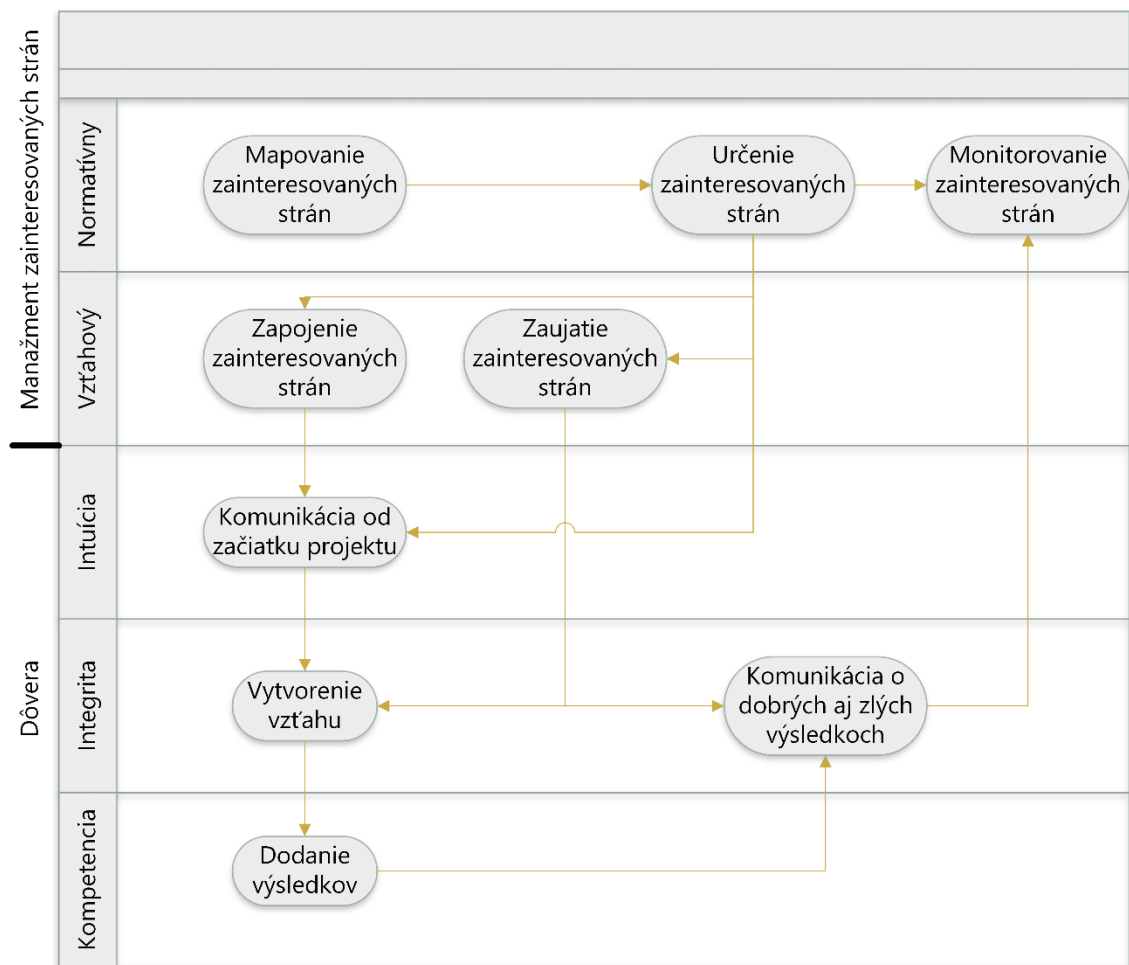 Manažment zainteresovaných strán
Normatívny
Mapovanie
zainteresovaných
strán
Určenie
zainteresovaných
strán
Monitorovanie
zainteresovaných
strán
Vzťahový
Zapojenie
zainteresovaných
strán
Zaujatie
zainteresovaných
strán
Dôvera
Intuícia
Komunikácia od
začiatku projektu
Integrita
Vytvorenie
vzťahu
Komunikácia o
dobrých aj zlých
výsledkoch
Kompetencia
Dodanie
výsledkov